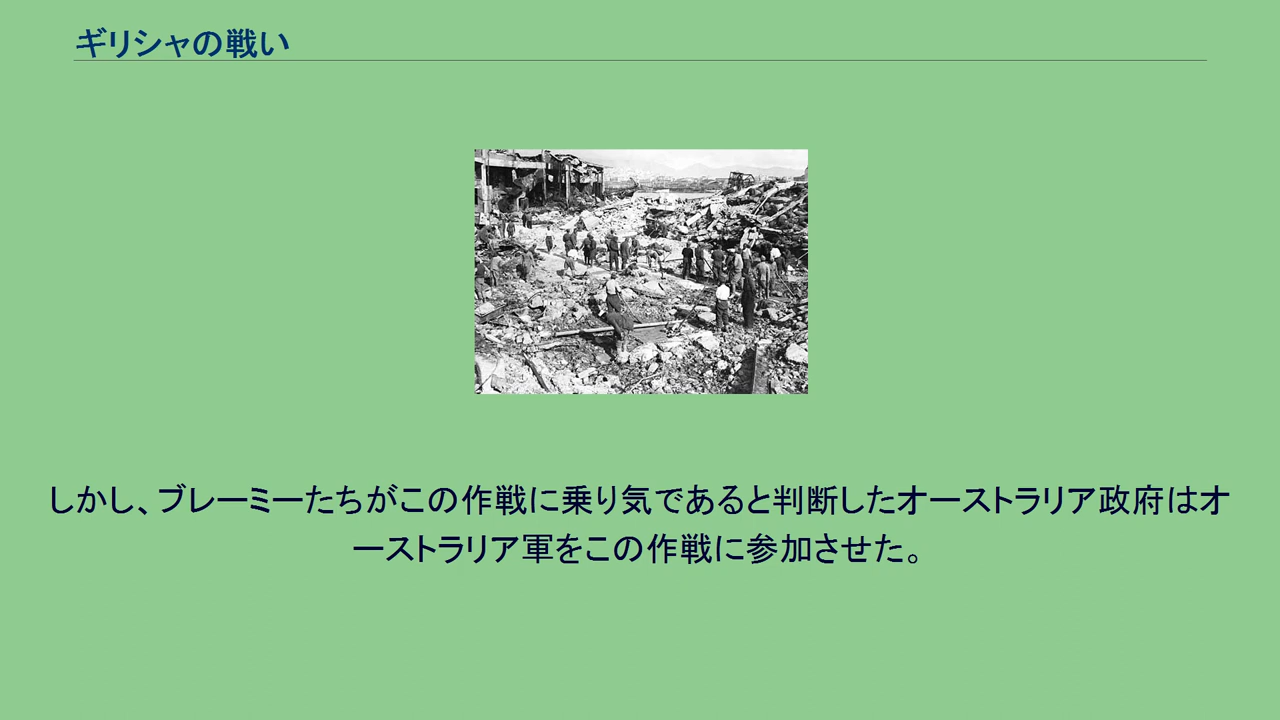 ギリシャの戦い
しかし、ブレーミーたちがこの作戦に乗り気であると判断したオーストラリア政府はオ
ーストラリア軍をこの作戦に参加させた。